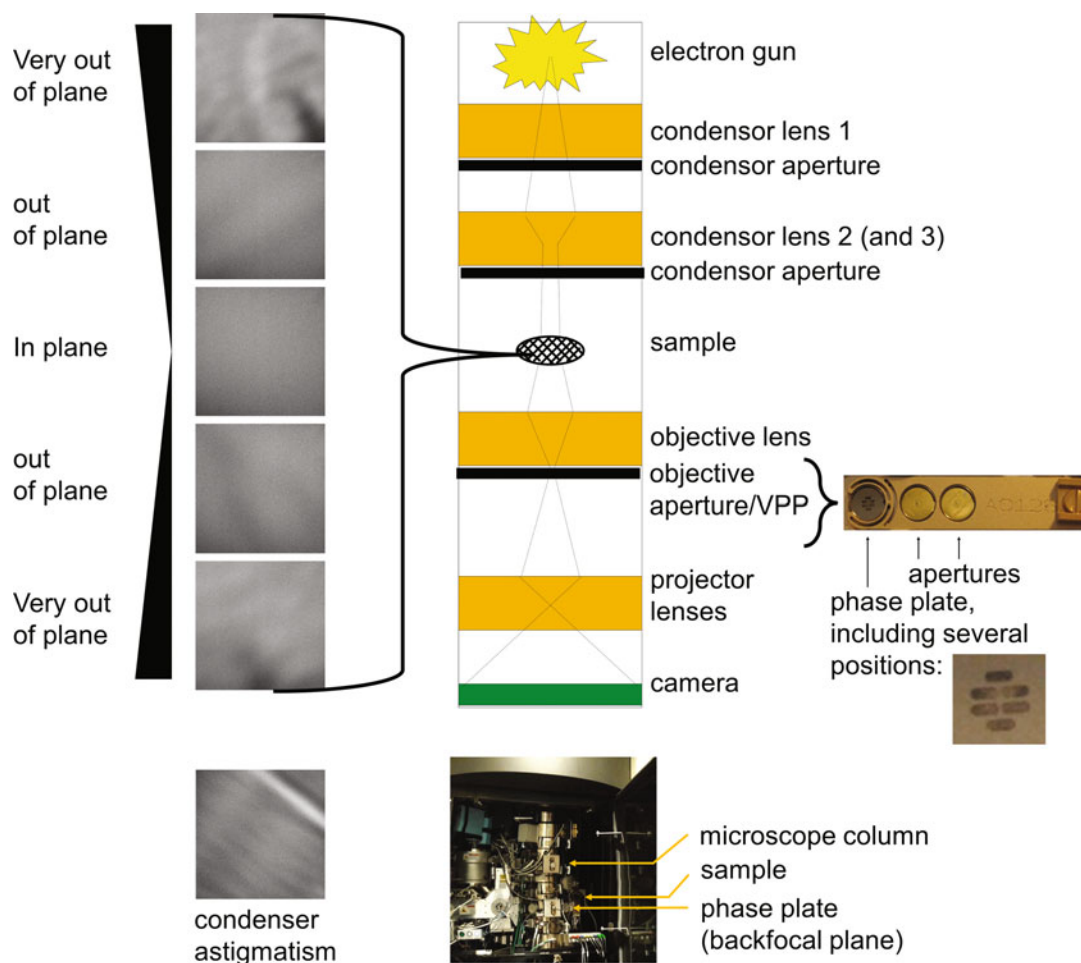 Very out
of plane
out
of plane
In plane
out
of plane
Very out
of plane
condenser
astigmatism
electron gun
condensor lens 1
condensor aperture
condensor lens 2 (and 3)
condensor aperture
sample
objective lens
objective
aperture/VPP
projector
lenses
camera
apertures
phase plate,
including several
positions:
microscope column
sample
phase plate
(backfocal plane)